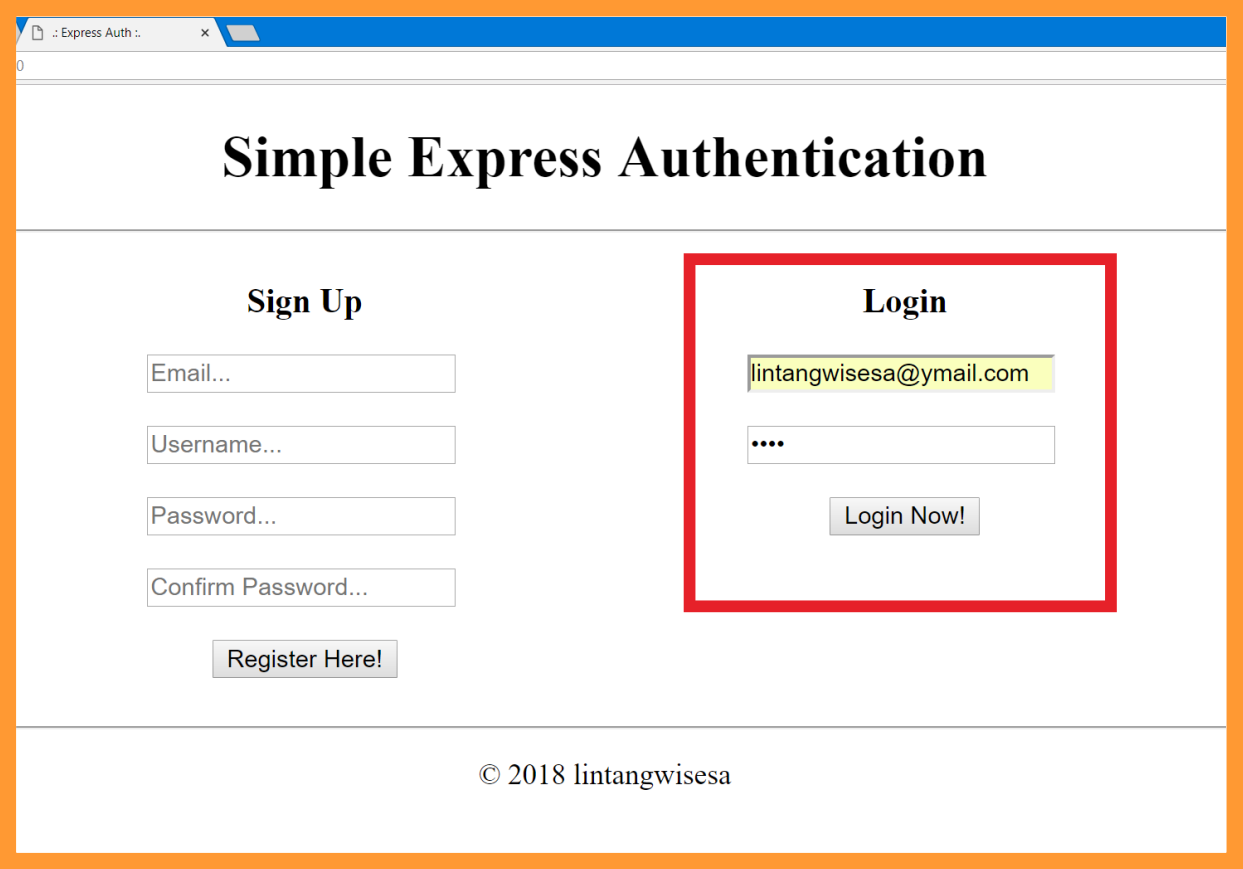 .: Express Auth :.
0
Simple Express Authentication
Sign Up
Email...
Username...
Password...
Confirm Password...
Register Here!
Login
lintangwisesa@ymail.com
••••
Login Now!
© 2018 lintangwisesa